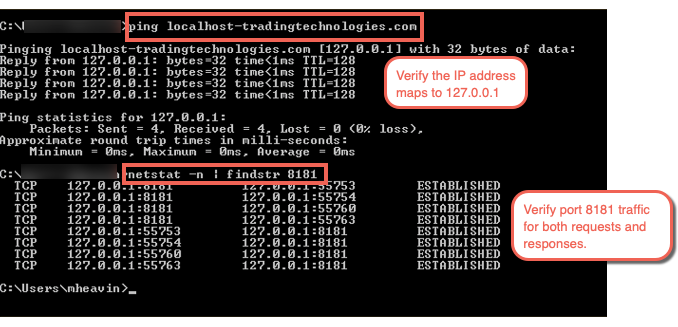 C:\ >ping localhost-tradingtechnologies.com
Pinging localhost-tradingtechnologies.com [127.0.0.1] with 32 bytes of data:
Reply from 127.0.0.1: bytes=32 time<1ms TTL=128
Reply from 127.0.0.1: bytes=32 time<1ms TTL=128
Reply from 127.0.0.1: bytes=32 time<1ms TTL=128
Reply from 127.0.0.1: bytes=32 time<1ms TTL=128
Verify the IP address
maps to 127.0.0.1
Ping statistics for 127.0.0.1:
Packets: Sent = 4, Received = 4, Lost = 0 (0% loss),
Approximate round trip times in milli-seconds:
Minimum = 0ms, Maximum = 0ms, Average = 0ms
C:\ netstat -n | findstr 8181
TCP 127.0.0.1:8181 127.0.0.1:55753 ESTABLISHED
TCP 127.0.0.1:8181 127.0.0.1:55754 ESTABLISHED
TCP 127.0.0.1:8181 127.0.0.1:55760 ESTABLISHED
TCP 127.0.0.1:8181 127.0.0.1:55763 ESTABLISHED
TCP 127.0.0.1:55753 127.0.0.1:8181 ESTABLISHED
TCP 127.0.0.1:55754 127.0.0.1:8181 ESTABLISHED
TCP 127.0.0.1:55760 127.0.0.1:8181 ESTABLISHED
TCP 127.0.0.1:55763 127.0.0.1:8181 ESTABLISHED
Verify port 8181 traffic
for both requests and
responses.
C:\Users\mheavin>_